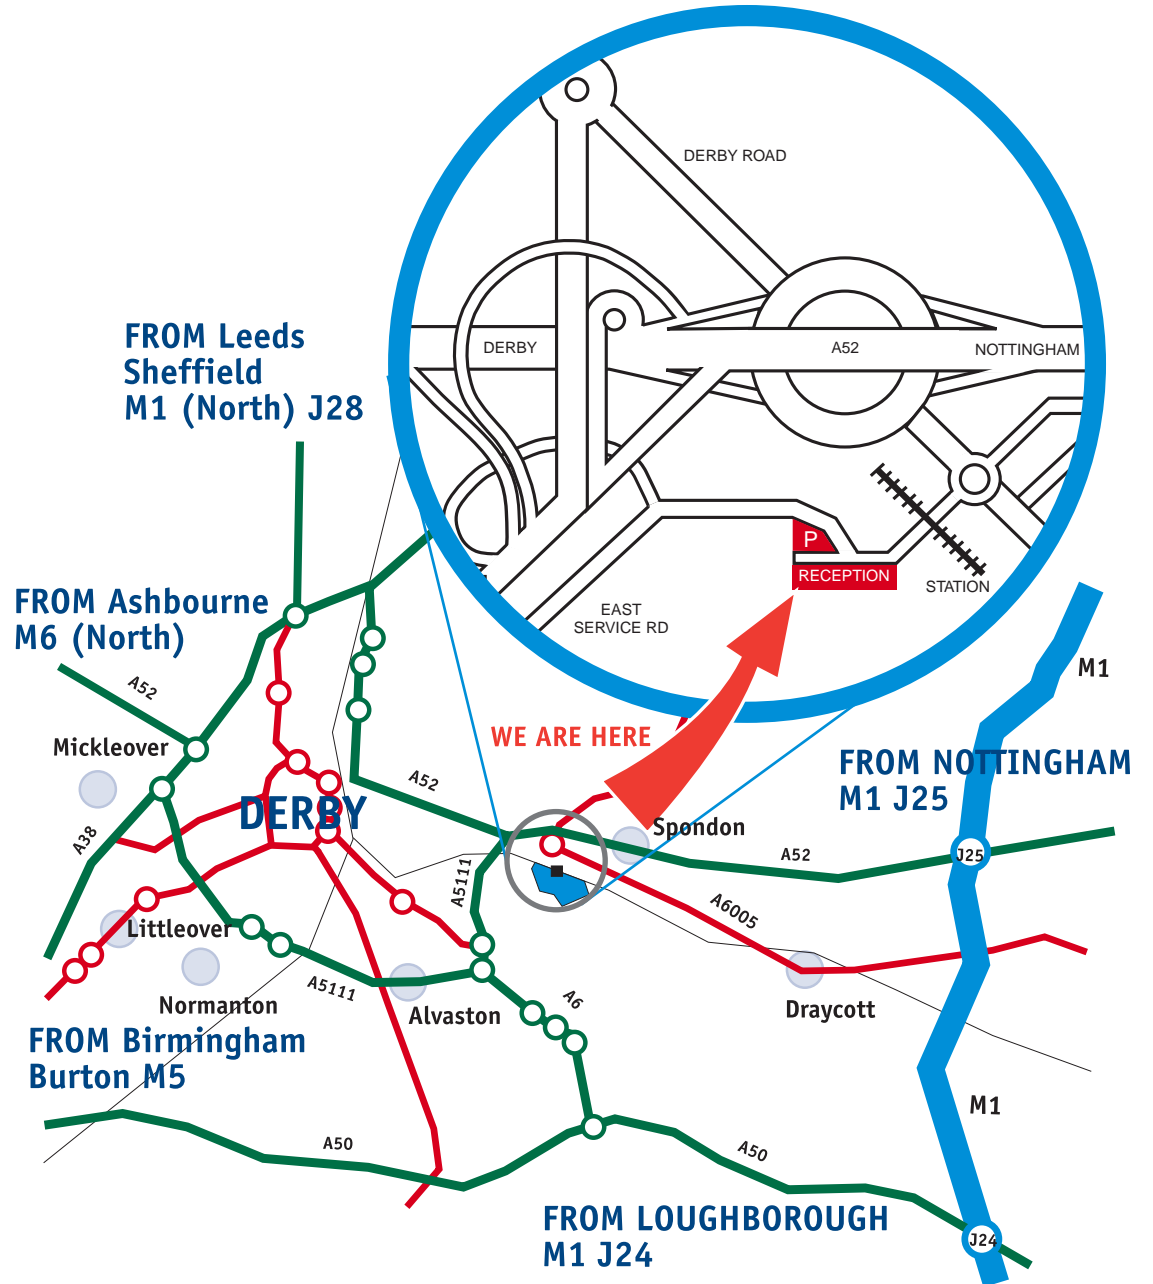 DERBY ROAD
DERBY
A52
NOTTINGHAM
P
RECEPTION
STATION
EAST
SERVICE RD
FROM Leeds
Sheffield
M1 (North) J28
FROM Ashbourne
M6 (North)
A52
Mickleover
M1
WE ARE HERE
FROM NOTTINGHAM
M1 J25
A52
DERBY
A38
Spondon
A52
J25
A5111
A6005
Littleover
Normanton
A5111
Alvaston
A6
Draycott
FROM Birmingham
Burton M5
M1
A50
A50
FROM LOUGHBOROUGH
M1 J24
J24